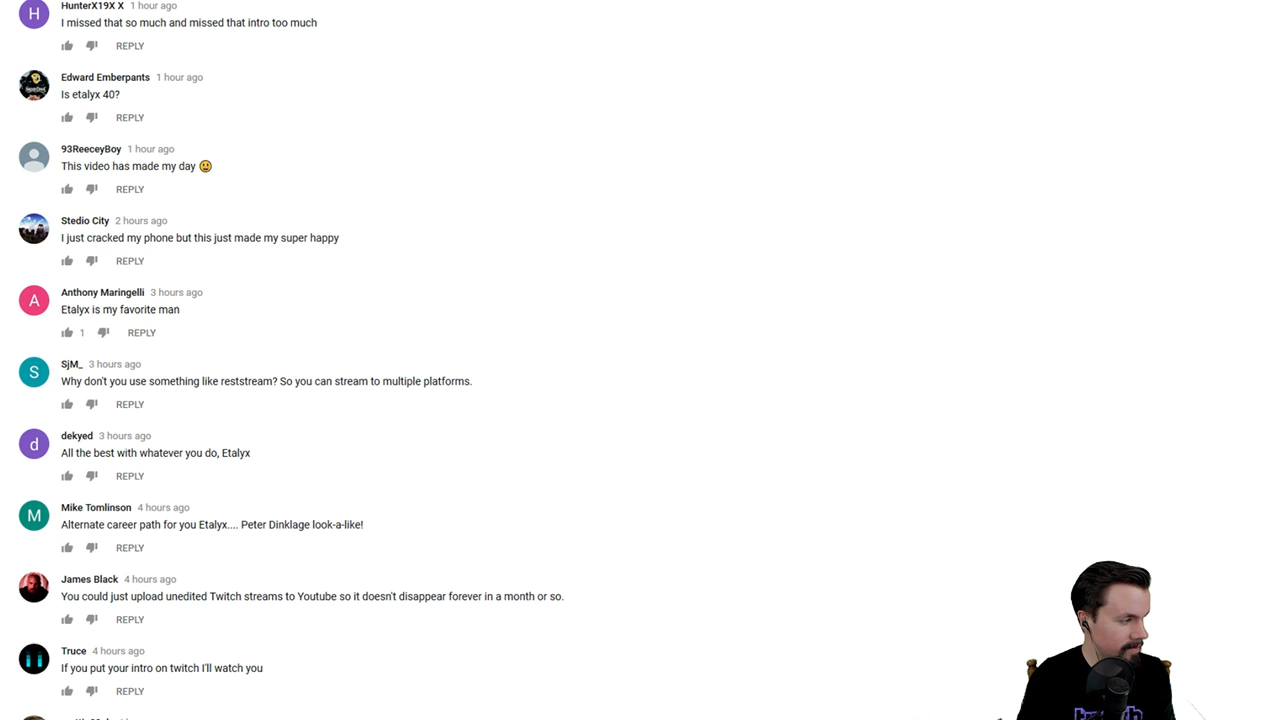 HunterX19X X 1 hour ago
I missed that so much and missed that intro too much
REPLY
Edward Emberpants 1 hour ago
Is etalyx 40?
REPLY
93ReeceyBoy 1 hour ago
This video has made my day 🙂
REPLY
Stedio City 2 hours ago
I just cracked my phone but this just made my super happy
REPLY
A Anthony Maringelli 3 hours ago
Etalyx is my favorite man
1 REPLY
S SjM_ 3 hours ago
Why don't you use something like reststream? So you can stream to multiple platforms.
REPLY
d dekyed 3 hours ago
All the best with whatever you do, Etalyx
REPLY
M Mike Tomlinson 4 hours ago
Alternate career path for you Etalyx.... Peter Dinklage look-a-like!
REPLY
James Black 4 hours ago
You could just upload unedited Twitch streams to Youtube so it doesn't disappear forever in a month or so.
REPLY
Truce 4 hours ago
If you put your intro on twitch I'll watch you
REPLY